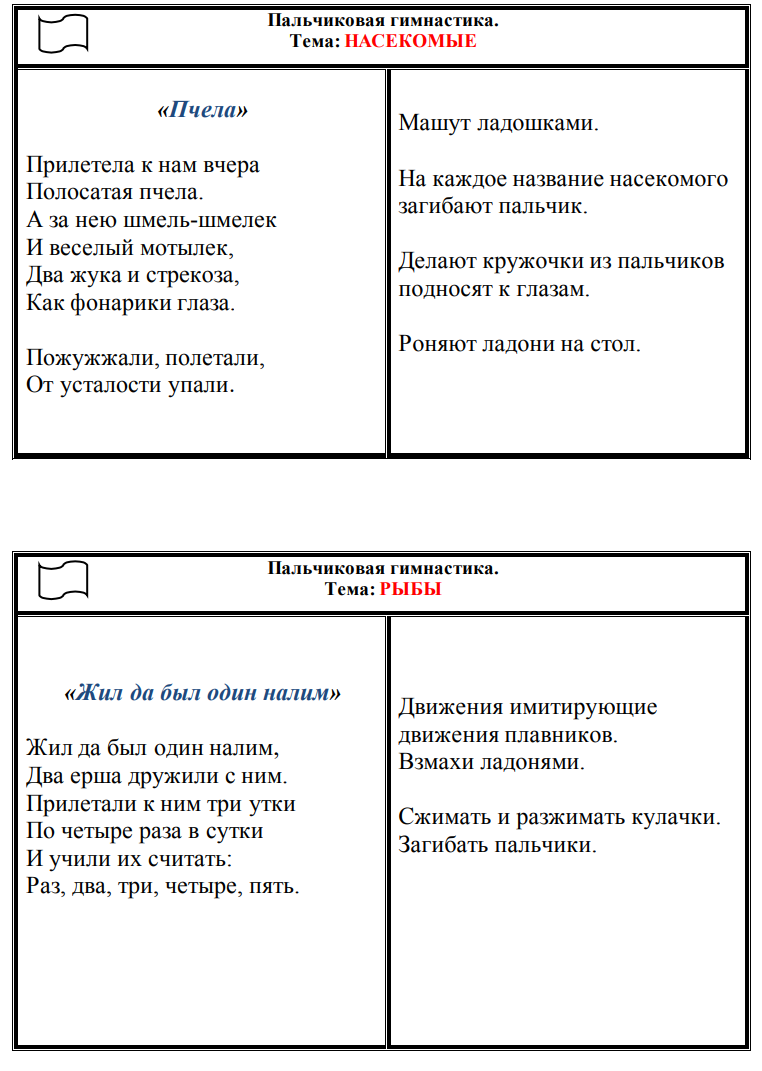 Пальчиковая гимнастика.
Тема: НАСЕКОМЫЕ
«Пчела»
Прилетела к нам вчера
Полосатая пчела.
А за нею шмель-шмелек
И веселый мотылек,
Два жука и стрекоза,
Как фонарики глаза.
Пожужжали, полетали,
От усталости упали.
Машут ладошками.
На каждое название насекомого
загибают пальчик.
Делают кружочки из пальчиков
подносят к глазам.
Роняют ладони на стол.
Пальчиковая гимнастика.
Тема: РЫБЫ
«Жил да был один налим»
Жил да был один налим,
Два ерша дружили с ним.
Прилетали к ним три утки
По четыре раза в сутки
И учили их считать:
Раз, два, три, четыре, пять.
Движения имитирующие
движения плавников.
Взмахи ладонями.
Сжимать и разжимать кулачки.
Загибать пальчики.